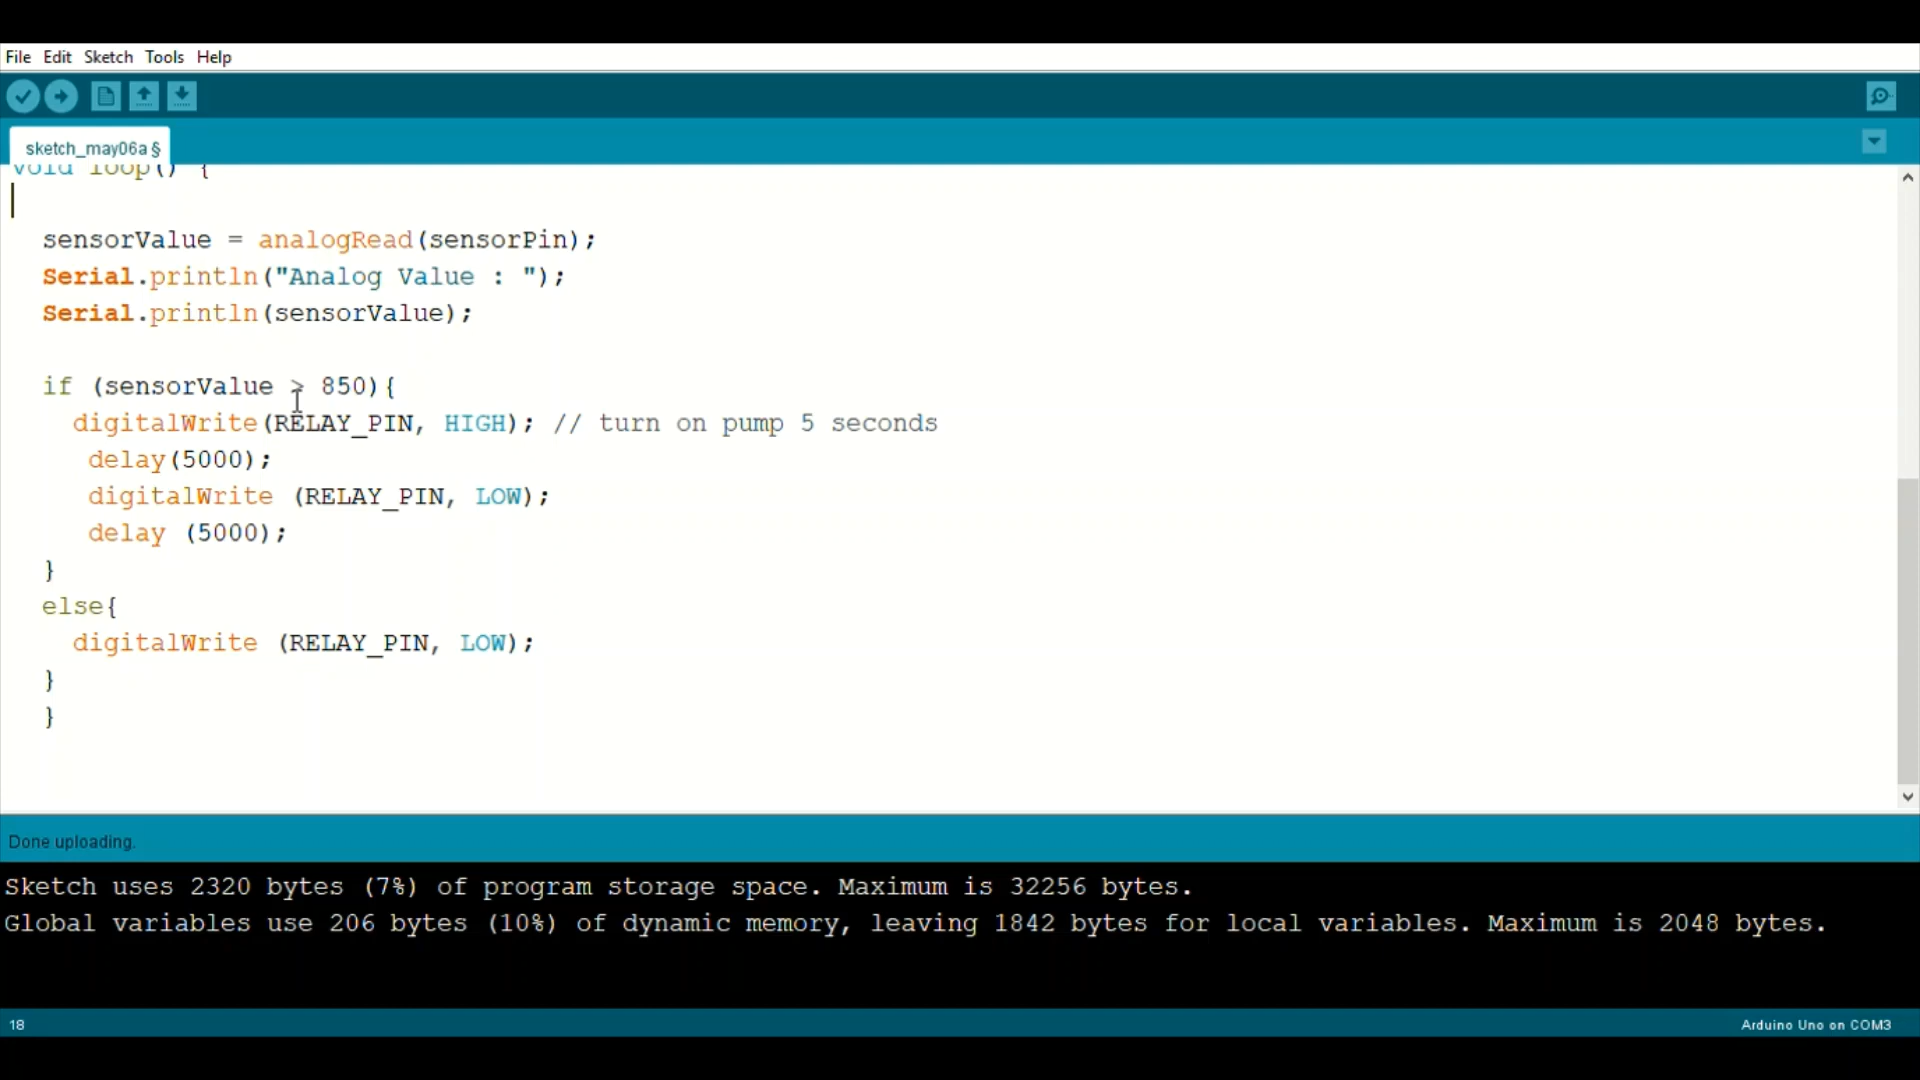 File Edit Sketch Tools Help
sketch_may06a §
void loop() {
sensorValue = analogRead(sensorPin);
Serial.println("Analog Value : ");
Serial.println(sensorValue);
if (sensorValue > 850){
digitalWrite(RELAY_PIN, HIGH); // turn on pump 5 seconds
delay(5000);
digitalWrite (RELAY_PIN, LOW);
delay (5000);
}
else{
digitalWrite (RELAY_PIN, LOW);
}
}
Done uploading.
Sketch uses 2320 bytes (7%) of program storage space. Maximum is 32256 bytes.
Global variables use 206 bytes (10%) of dynamic memory, leaving 1842 bytes for local variables. Maximum is 2048 bytes.
18 Arduino Uno on COM3